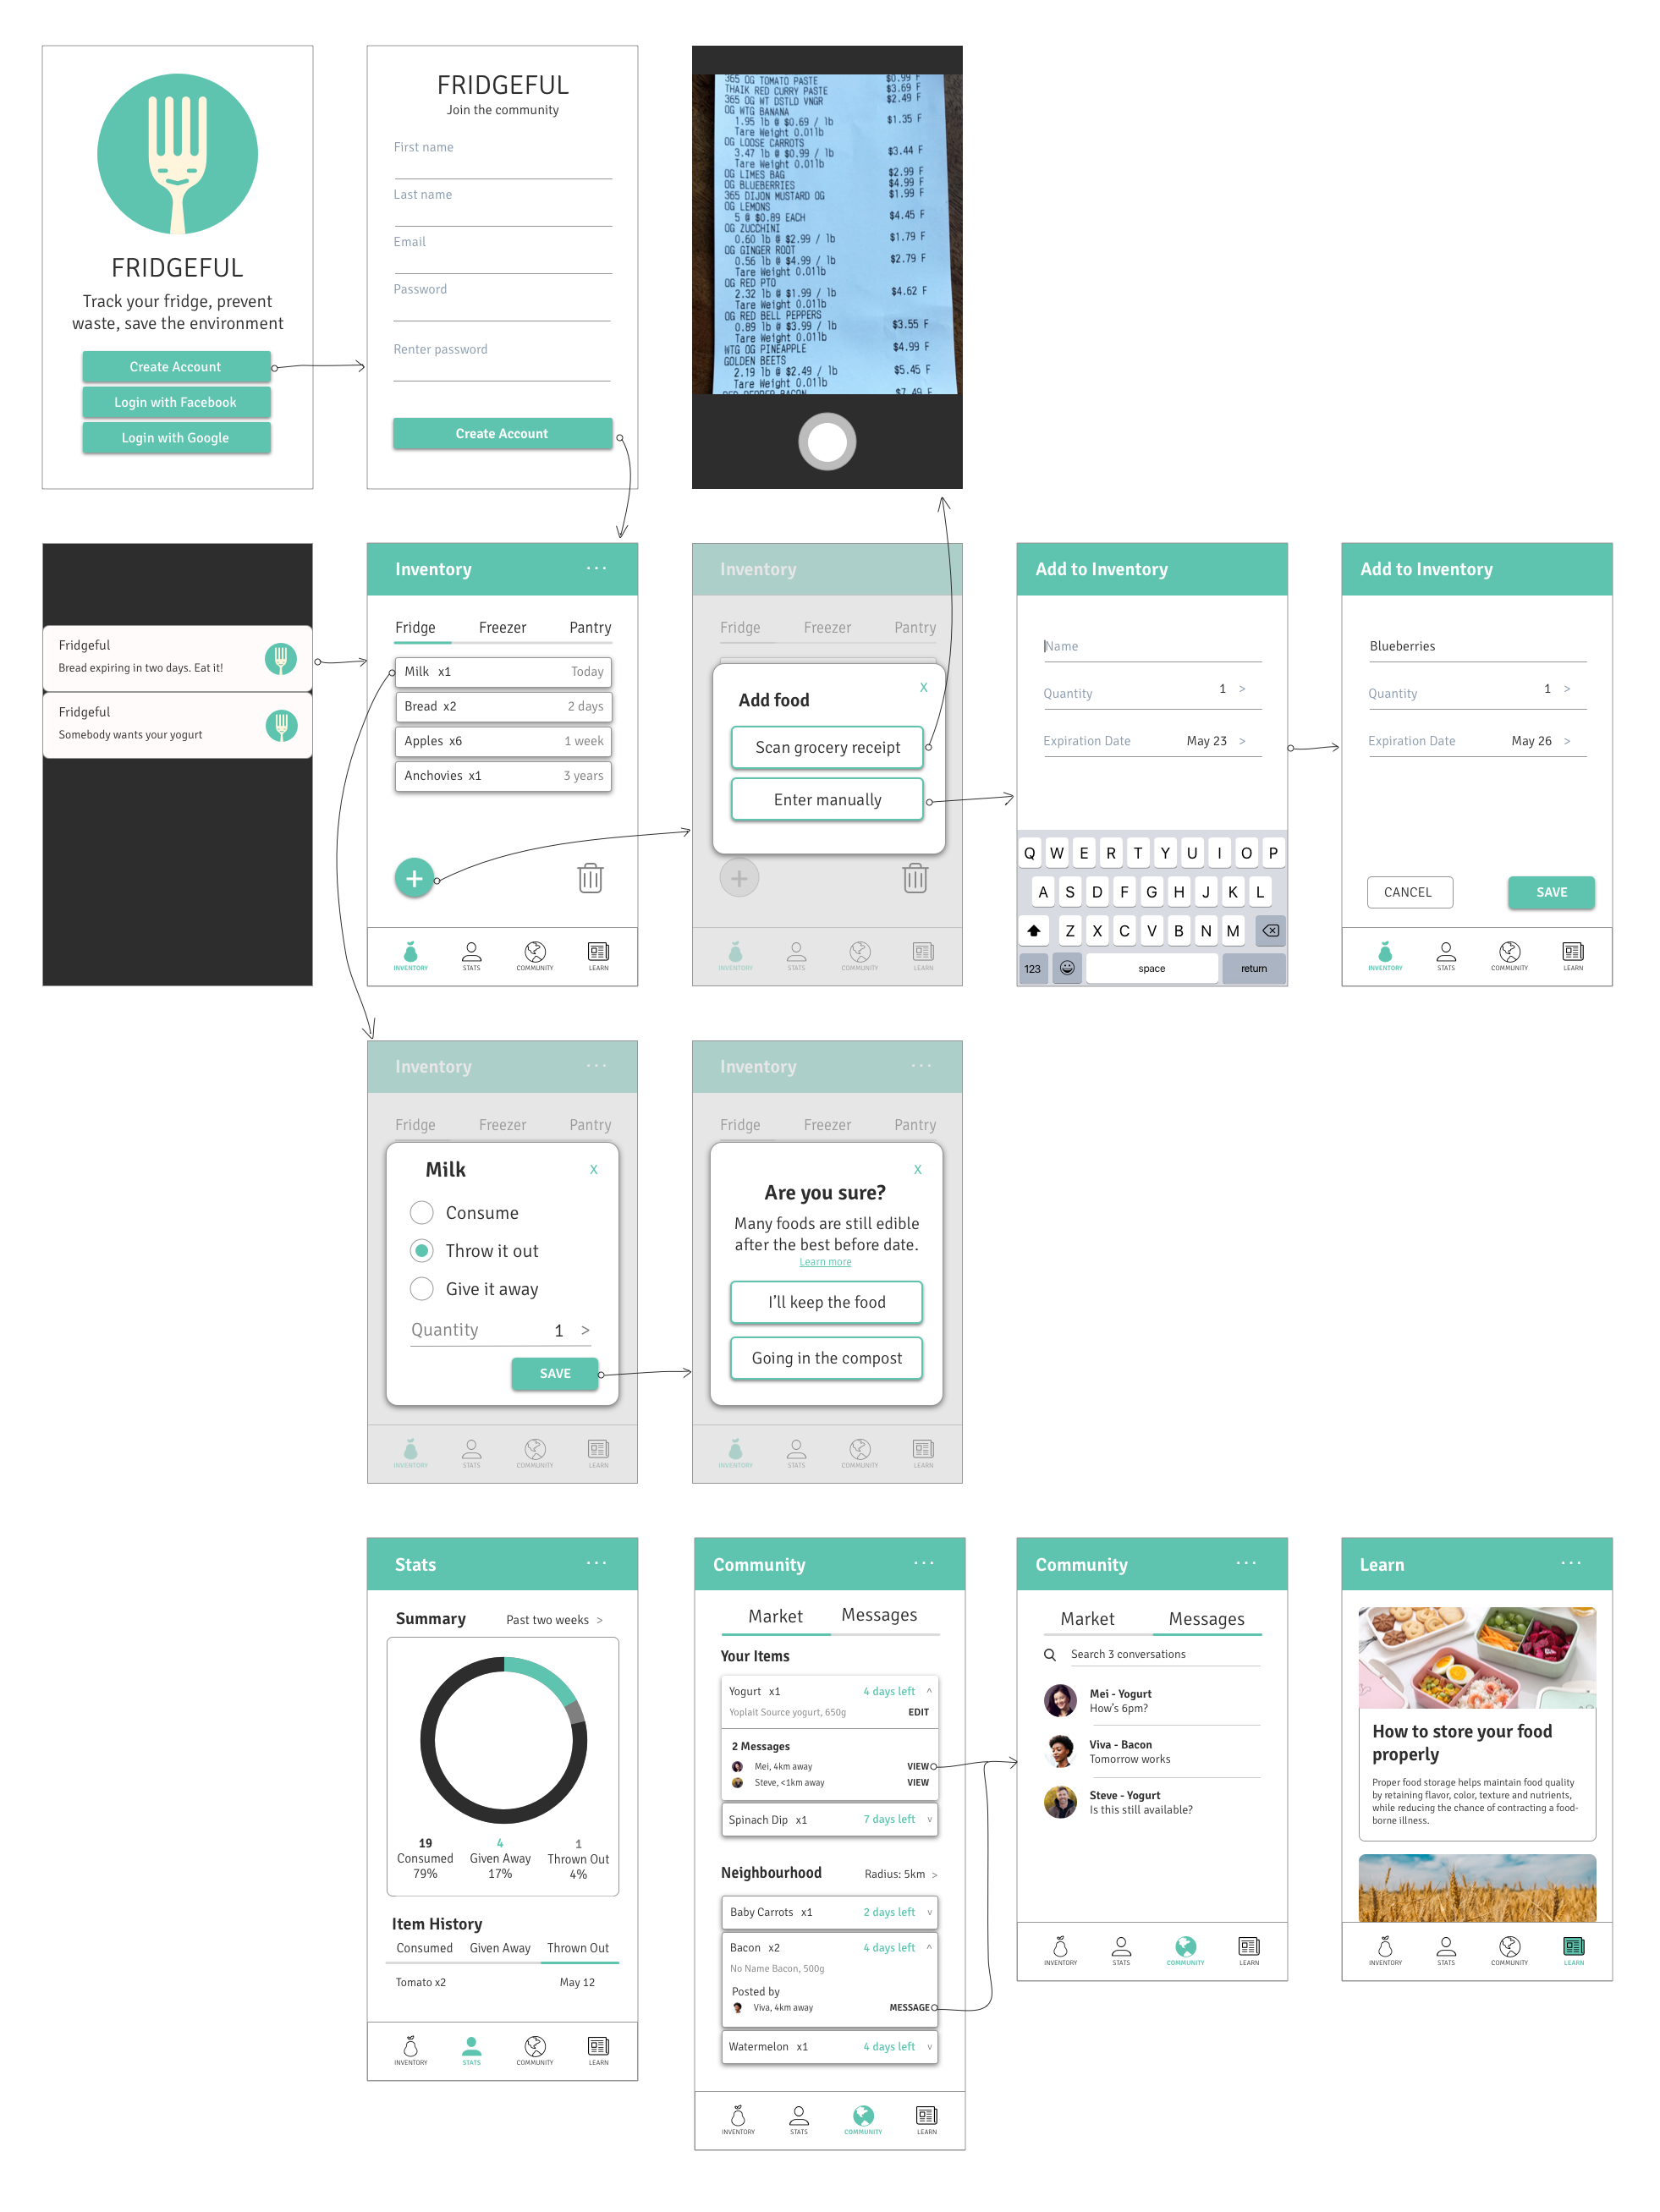 FRIDGEFUL
Track your fridge, prevent
waste, save the environment
Create Account
Login with Facebook
Login with Google
FRIDGEFUL
Join the community
First name
Last name
Email
Password
Renter password
Create Account
365 OG TOMATO PASTE $0.99 F
THAIK RED CURRY PASTE $3.69 F
365 OG WT DSTLD VNGR $2.49 F
OG WTG BANANA
1.95 lb @ $0.69 / lb $1.35 F
Tare Weight 0.01lb
OG LOOSE CARROTS
3.47 lb @ $0.99 / lb $3.44 F
Tare Weight 0.01lb
OG LIMES BAG $2.99 F
OG BLUEBERRIES $4.99 F
365 DIJON MUSTARD OG $1.99 F
OG LEMONS
5 @ $0.89 EACH $4.45 F
OG ZUCCHINI
0.60 lb @ $2.99 / lb $1.79 F
OG GINGER ROOT
0.56 lb @ $4.99 / lb $2.79 F
Tare Weight 0.01lb
OG RED PTO
2.32 lb @ $1.99 / lb $4.62 F
Tare Weight 0.01lb
OG RED BELL PEPPERS
0.89 lb @ $3.99 / lb $3.55 F
Tare Weight 0.01lb
WTG OG PINEAPPLE $4.99 F
GOLDEN BEETS
2.19 lb @ $2.49 / lb $5.45 F
Tare Weight 0.01lb
RED PEPPER BACON $7.49 F
Fridgeful
Bread expiring in two days. Eat it!
Fridgeful
Somebody wants your yogurt
Inventory ...
Fridge Freezer Pantry
Milk x1 Today
Bread x2 2 days
Apples x6 1 week
Anchovies x1 3 years
+
INVENTORY STATS COMMUNITY LEARN
Inventory
Fridge Freezer Pantry
X
Add food
Scan grocery receipt
Enter manually
+
INVENTORY STATS COMMUNITY LEARN
Add to Inventory
Name
Quantity 1 >
Expiration Date May 23 >
Q W E R T Y U I O P
A S D F G H J K L
Z X C V B N M
123 space return
Add to Inventory
Blueberries
Quantity 1 >
Expiration Date May 26 >
CANCEL SAVE
INVENTORY STATS COMMUNITY LEARN
Inventory ...
Fridge Freezer Pantry
Milk X
Consume
Throw it out
Give it away
Quantity 1 >
SAVE
INVENTORY STATS COMMUNITY LEARN
Inventory ...
Fridge Freezer Pantry
X
Are you sure?
Many foods are still edible
after the best before date.
Learn more
I'll keep the food
Going in the compost
INVENTORY STATS COMMUNITY LEARN
Stats ...
Summary Past two weeks >
19 4 1
Consumed Given Away Thrown Out
79% 17% 4%
Item History
Consumed Given Away Thrown Out
Tomato x2 May 12
INVENTORY STATS COMMUNITY LEARN
Community ...
Market Messages
Your Items
Yogurt x1 4 days left ^
Yoplait Source yogurt, 650g EDIT
2 Messages
Mei, 4km away VIEW
Steve, <1km away VIEW
Spinach Dip x1 7 days left v
Neighbourhood Radius: 5km >
Baby Carrots x1 2 days left v
Bacon x2 4 days left ^
No Name Bacon, 500g
Posted by
Viva, 4km away MESSAGE
Watermelon x1 4 days left v
INVENTORY STATS COMMUNITY LEARN
Community ...
Market Messages
Search 3 conversations
Mei - Yogurt
How's 6pm?
Viva - Bacon
Tomorrow works
Steve - Yogurt
Is this still available?
INVENTORY STATS COMMUNITY LEARN
Learn ...
How to store your food
properly
Proper food storage helps maintain food quality
by retaining flavor, color, texture and nutrients,
while reducing the chance of contracting a food-
borne illness.
INVENTORY STATS COMMUNITY LEARN